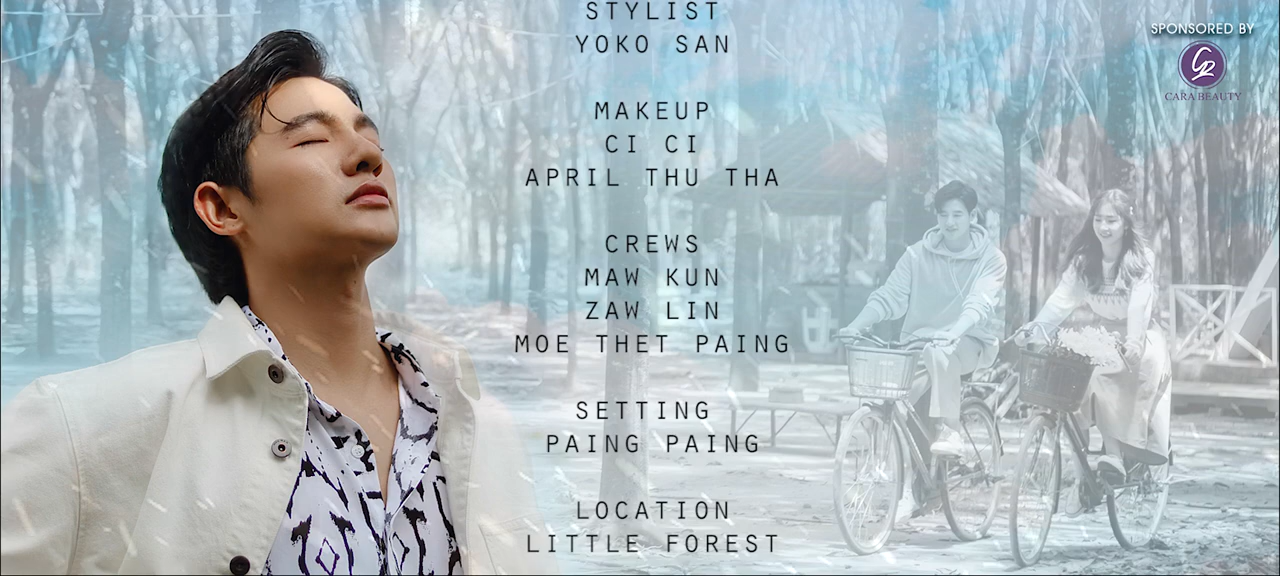 STYLIST
YOKO SAN
MAKEUP
CI CI
APRIL THU THA
CREWS
MAW KUN
ZAW LIN
MOE THET PAING
SETTING
PAING PAING
LOCATION
LITTLE FOREST
SPONSORED BY
CB
CARA BEAUTY